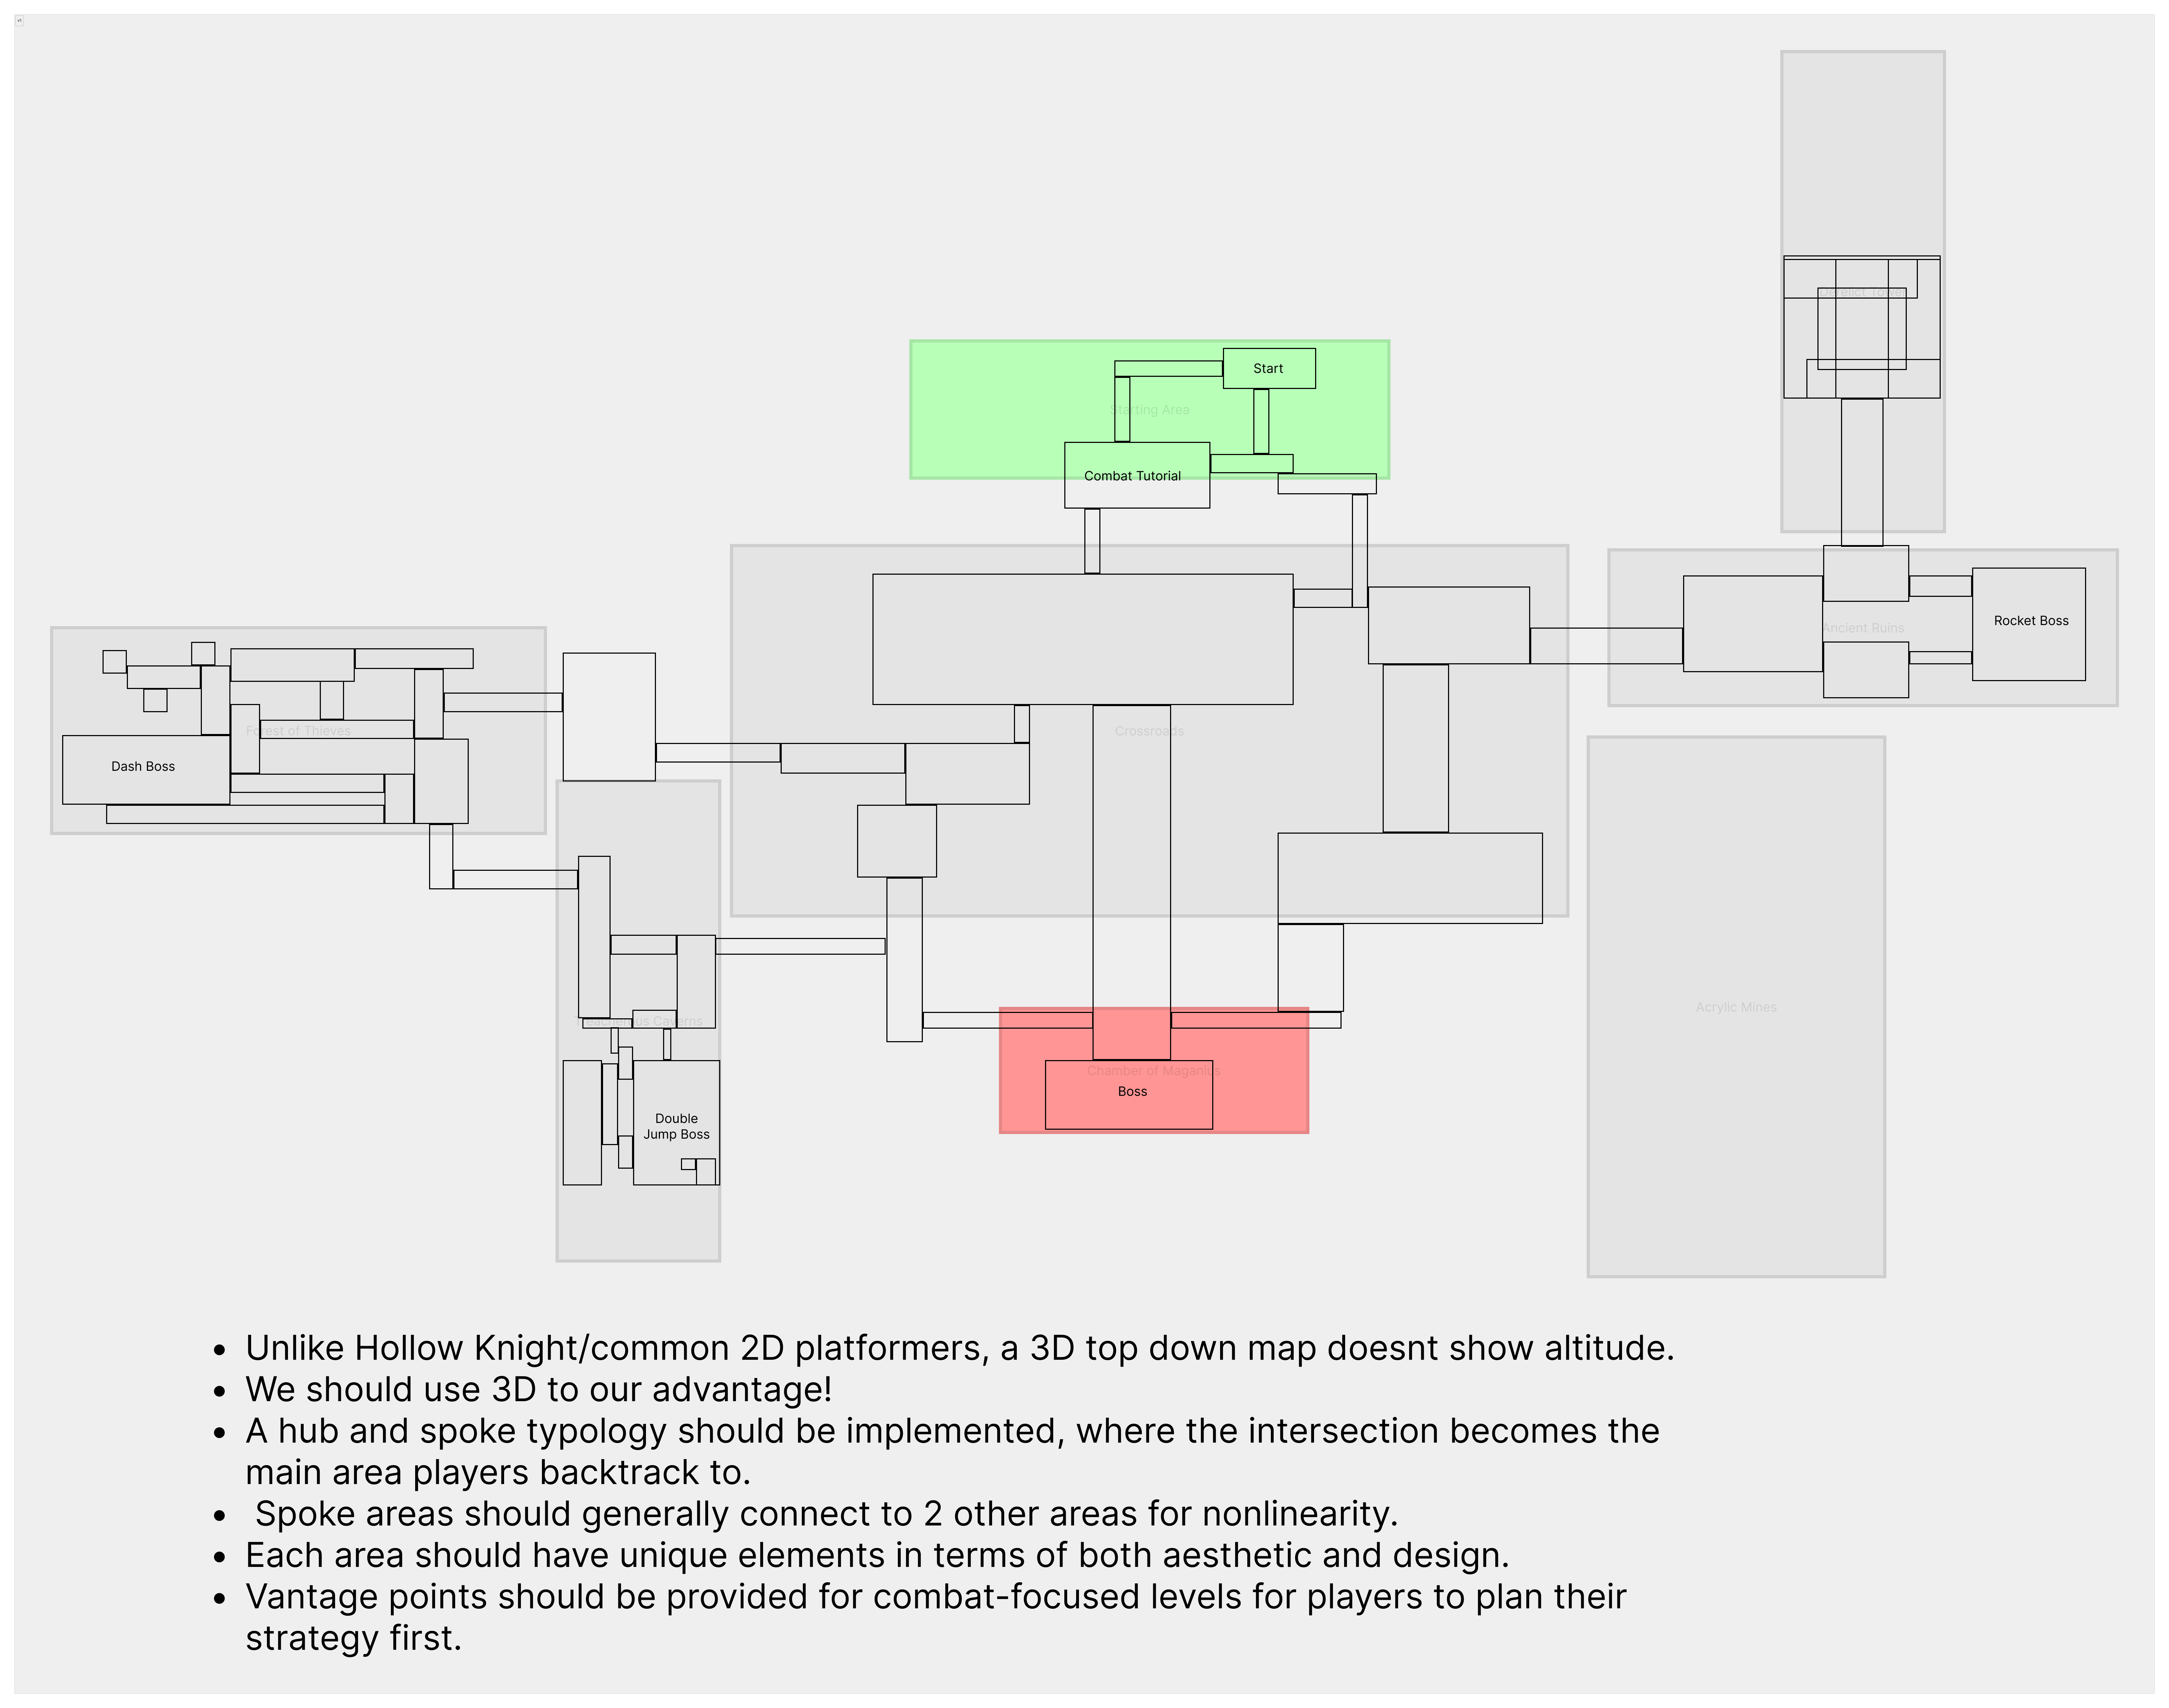 Derelict Tower
Start
Starting Area
Combat Tutorial
Rocket Boss
Ancient Ruins
Forest of Thieves
Crossroads
Dash Boss
Acrylic Mines
Caverns
Chamber of Maganius
Boss
Double
Jump Boss
• Unlike Hollow Knight/common 2D platformers, a 3D top down map doesnt show altitude.
• We should use 3D to our advantage!
• A hub and spoke typology should be implemented, where the intersection becomes the
main area players backtrack to.
• Spoke areas should generally connect to 2 other areas for nonlinearity.
• Each area should have unique elements in terms of both aesthetic and design.
• Vantage points should be provided for combat-focused levels for players to plan their
strategy first.